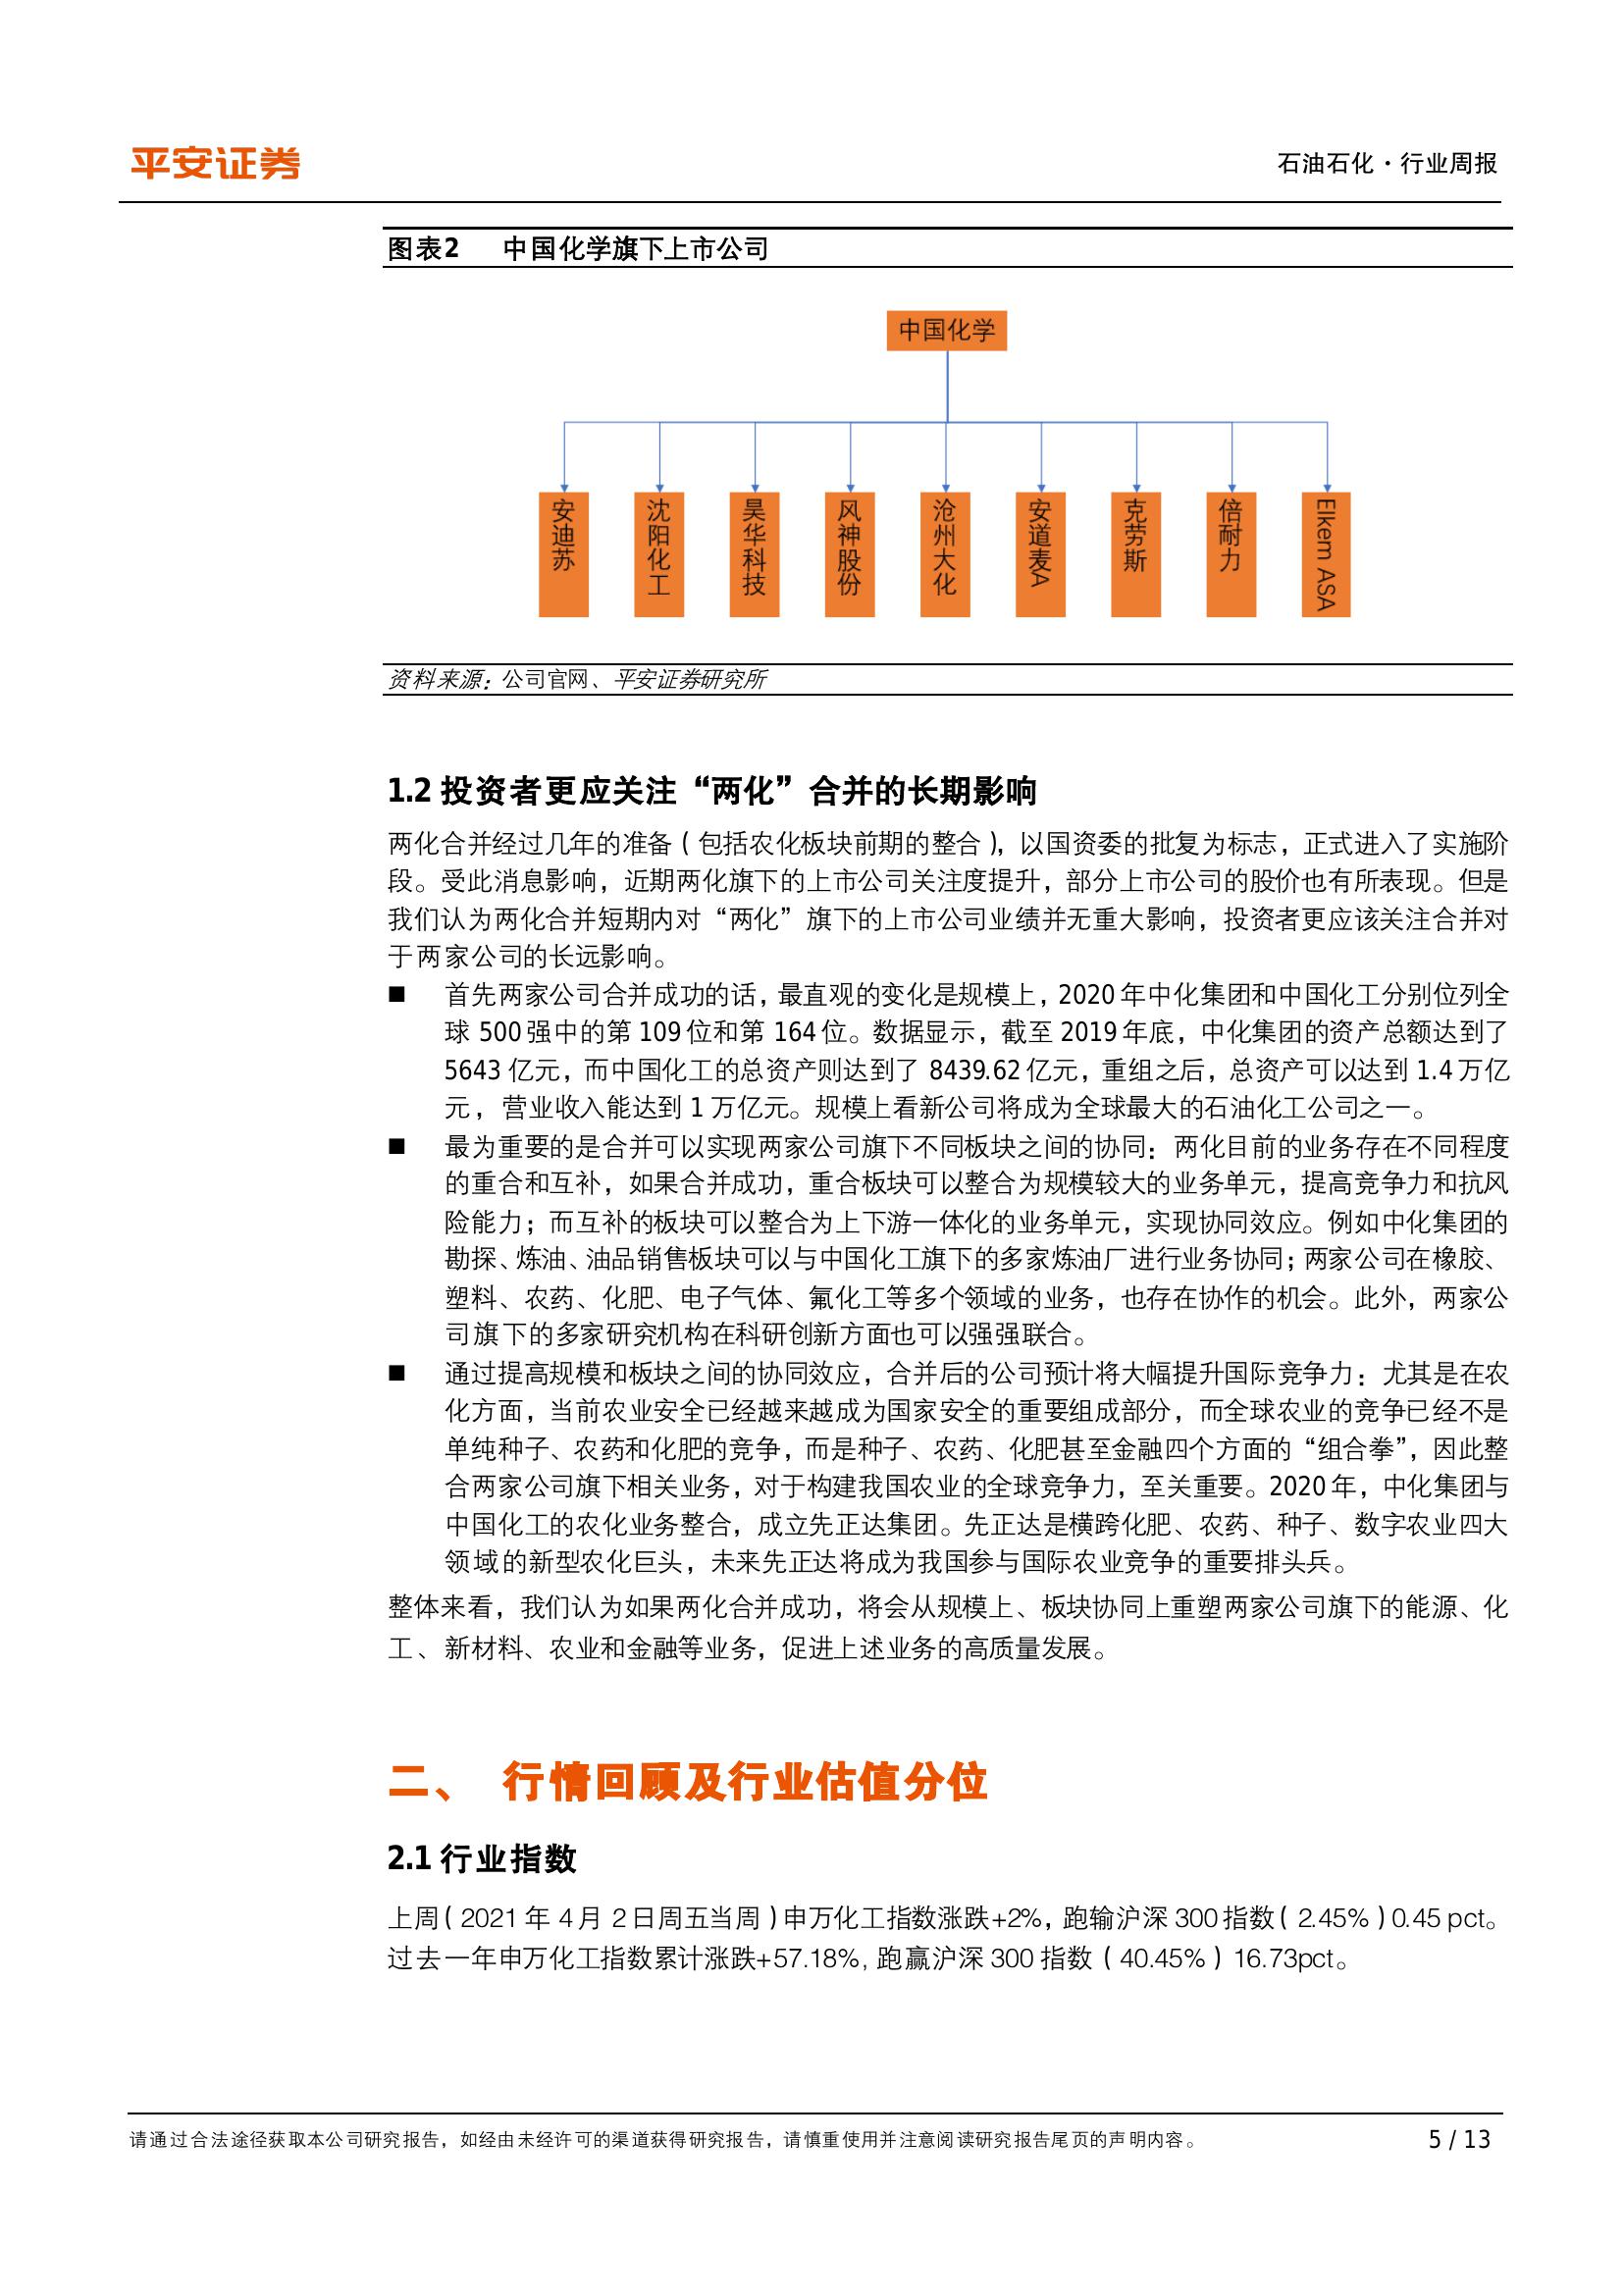 平安证券
石油石化·行业周报
图表2 中国化学旗下上市公司
中国化学
安迪苏
沈阳化工
昊华科技
风神股份
沧州大化
安道麦A
克劳斯
倍耐力
Elkem ASA
资料来源：公司官网、平安证券研究所
1.2 投资者更应关注“两化”合并的长期影响
两化合并经过几年的准备（包括农化板块前期的整合），以国资委的批复为标志，正式进入了实施阶
段。受此消息影响，近期两化旗下的上市公司关注度提升，部分上市公司的股价也有所表现。但是
我们认为两化合并短期内对“两化”旗下的上市公司业绩并无重大影响，投资者更应该关注合并对
于两家公司的长远影响。
■ 首先两家公司合并成功的话，最直观的变化是规模上，2020 年中化集团和中国化工分别位列全
球 500 强中的第 109 位和第 164 位。数据显示，截至 2019 年底，中化集团的资产总额达到了
5643 亿元，而中国化工的总资产则达到了 8439.62 亿元，重组之后，总资产可以达到 1.4 万亿
元，营业收入能达到 1 万亿元。规模上看新公司将成为全球最大的石油化工公司之一。
■ 最为重要的是合并可以实现两家公司旗下不同板块之间的协同：两化目前的业务存在不同程度
的重合和互补，如果合并成功，重合板块可以整合为规模较大的业务单元，提高竞争力和抗风
险能力；而互补的板块可以整合为上下游一体化的业务单元，实现协同效应。例如中化集团的
勘探、炼油、油品销售板块可以与中国化工旗下的多家炼油厂进行业务协同；两家公司在橡胶、
塑料、农药、化肥、电子气体、氟化工等多个领域的业务，也存在协作的机会。此外，两家公
司旗下的多家研究机构在科研创新方面也可以强强联合。
■ 通过提高规模和板块之间的协同效应，合并后的公司预计将大幅提升国际竞争力：尤其是在农
化方面，当前农业安全已经越来越成为国家安全的重要组成部分，而全球农业的竞争已经不是
单纯种子、农药和化肥的竞争，而是种子、农药、化肥甚至金融四个方面的“组合拳”，因此整
合两家公司旗下相关业务，对于构建我国农业的全球竞争力，至关重要。2020 年，中化集团与
中国化工的农化业务整合，成立先正达集团。先正达是横跨化肥、农药、种子、数字农业四大
领域的新型农化巨头，未来先正达将成为我国参与国际农业竞争的重要排头兵。
整体来看，我们认为如果两化合并成功，将会从规模上、板块协同上重塑两家公司旗下的能源、化
工、新材料、农业和金融等业务，促进上述业务的高质量发展。
二、 行情回顾及行业估值分位
2.1 行业指数
上周（2021 年 4 月 2 日周五当周）申万化工指数涨跌+2%，跑输沪深 300 指数（2.45%）0.45 pct。
过去一年申万化工指数累计涨跌+57.18%, 跑赢沪深 300 指数（40.45%）16.73pct。
请通过合法途径获取本公司研究报告，如经由未经许可的渠道获得研究报告，请慎重使用并注意阅读研究报告尾页的声明内容。
5 / 13